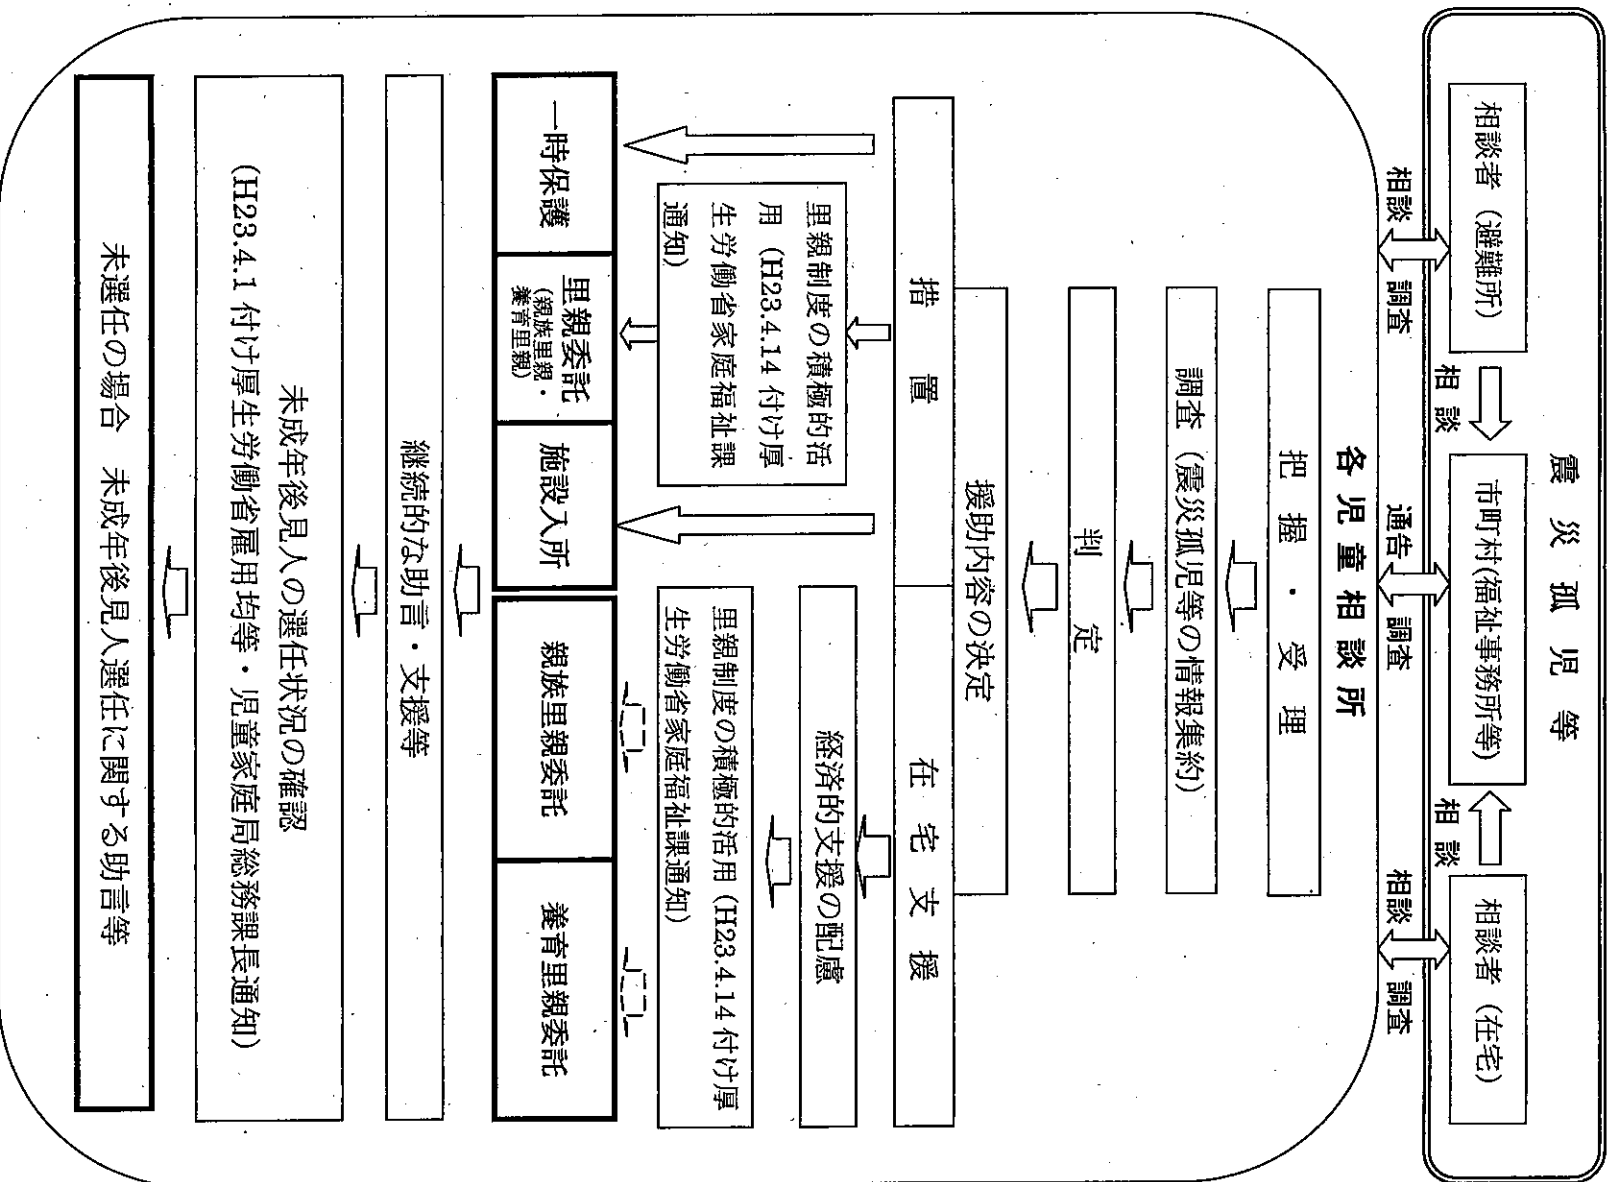 震災孤児等
相談者（避難所）
相談
市町村(福祉事務所等)
相談
相談者（在宅）
相談
調査
通告
調査
相談
調査
各児童相談所
把握・受理
調査（震災孤児等の情報集約）
判定
援助内容の決定
措置
在宅支援
里親制度の積極的活
用（H23.4.14 付け厚
生労働省家庭福祉課
通知）
経済的支援の配慮
里親制度の積極的活用（H23.4.14 付け厚
生労働省家庭福祉課通知）
一時保護
里親委託
（親族里親・
養育里親）
施設入所
親族里親委託
養育里親委託
継続的な助言・支援等
未成年後見人の選任状況の確認
（H23.4.1 付け厚生労働省雇用均等・児童家庭局総務課長通知）
未選任の場合　未成年後見人選任に関する助言等